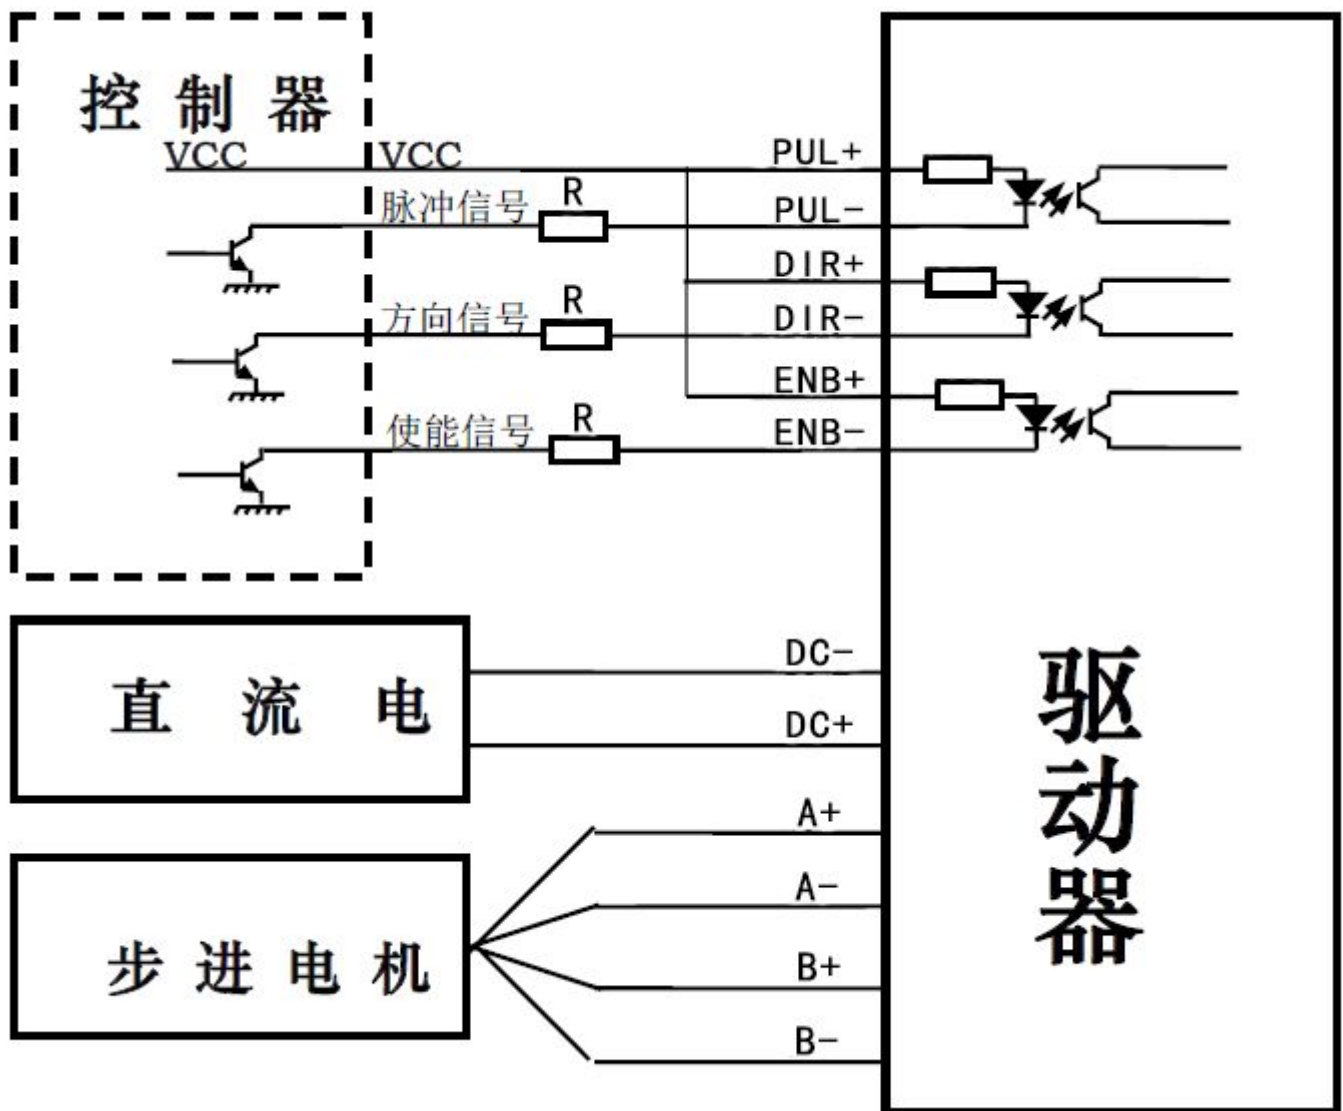 控制器
VCC VCC PUL+
脉冲信号 R PUL-
DIR+
方向信号 R DIR-
ENB+
使能信号 R ENB-
DC-
直流电
DC+
驱动器
A+
A-
步进电机
B+
B-